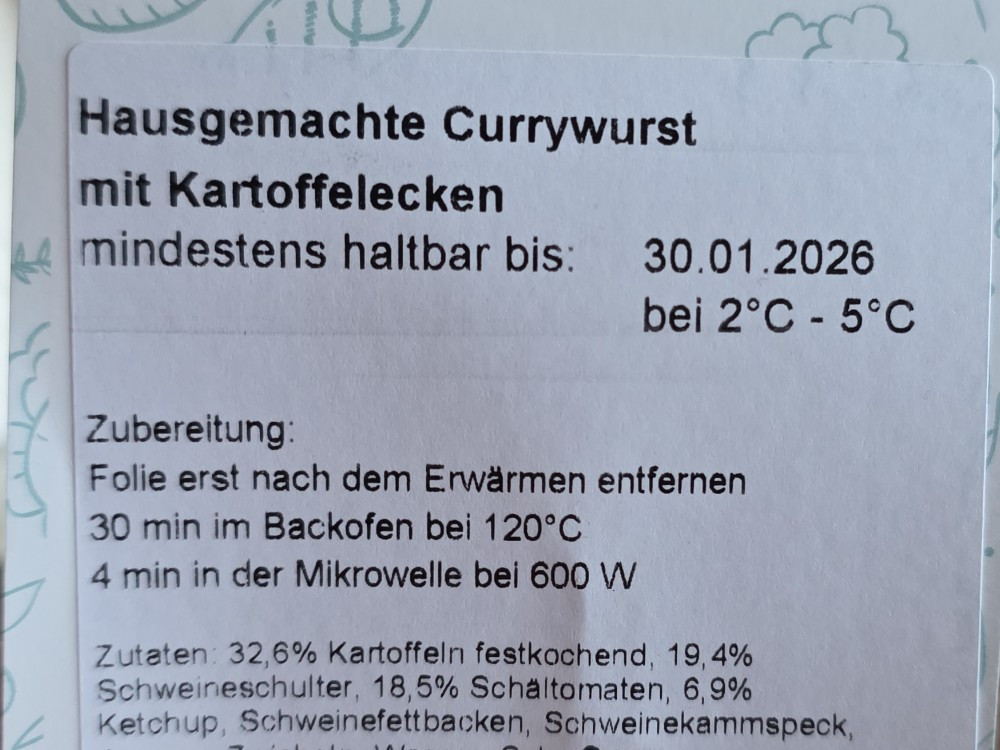 Hausgemachte Currywurst
mit Kartoffelecken
mindestens haltbar bis: 30.01.2026
bei 2°C - 5°C
Zubereitung:
Folie erst nach dem Erwärmen entfernen
30 min im Backofen bei 120°C
4 min in der Mikrowelle bei 600 W
Zutaten: 32,6% Kartoffeln festkochend, 19,4%
Schweineschulter, 18,5% Schältomaten, 6,9%
Ketchup, Schweinefettbacken, Schweinekammspeck,